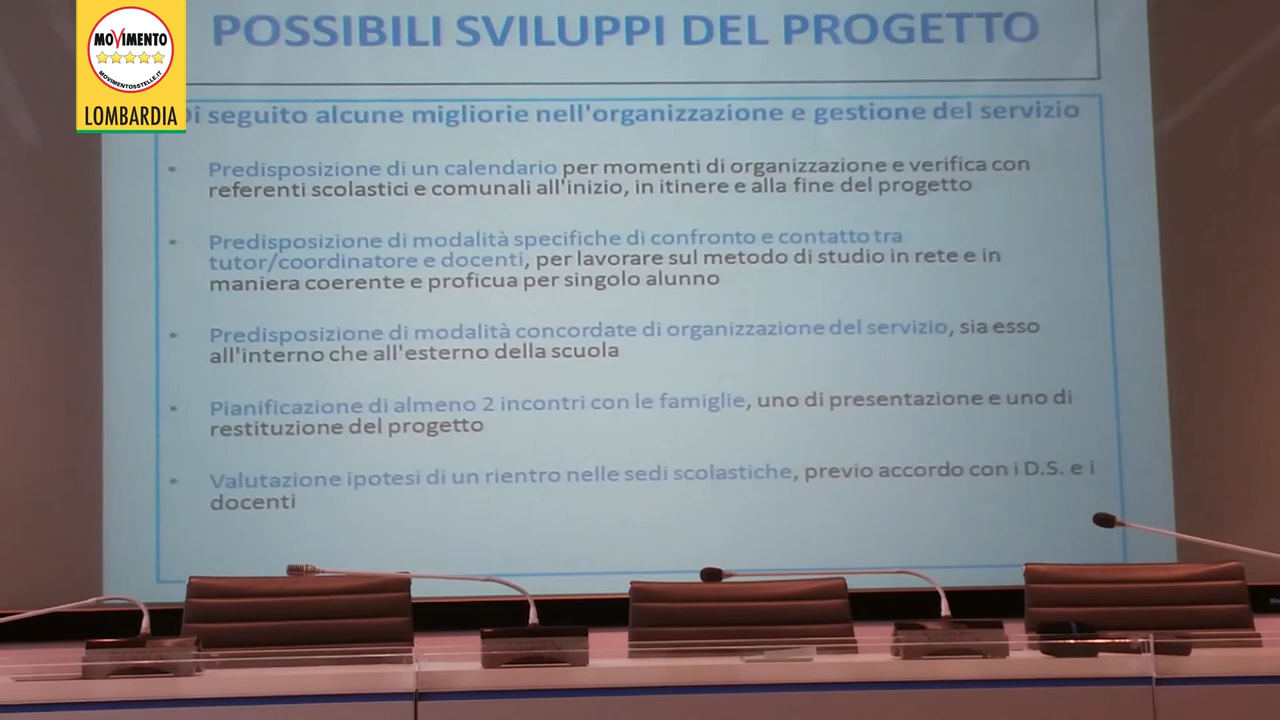 MOVIMENTO
MOVIMENTO5STELLE.IT
LOMBARDIA
POSSIBILI SVILUPPI DEL PROGETTO
Di seguito alcune migliorie nell'organizzazione e gestione del servizio
• Predisposizione di un calendario per momenti di organizzazione e verifica con
referenti scolastici e comunali all'inizio, in itinere e alla fine del progetto
• Predisposizione di modalità specifiche di confronto e contatto tra
tutor/coordinatore e docenti, per lavorare sul metodo di studio in rete e in
maniera coerente e proficua per singolo alunno
• Predisposizione di modalità concordate di organizzazione del servizio, sia esso
all'interno che all'esterno della scuola
• Pianificazione di almeno 2 incontri con le famiglie, uno di presentazione e uno di
restituzione del progetto
• Valutazione ipotesi di un rientro nelle sedi scolastiche, previo accordo con i D.S. e i
docenti